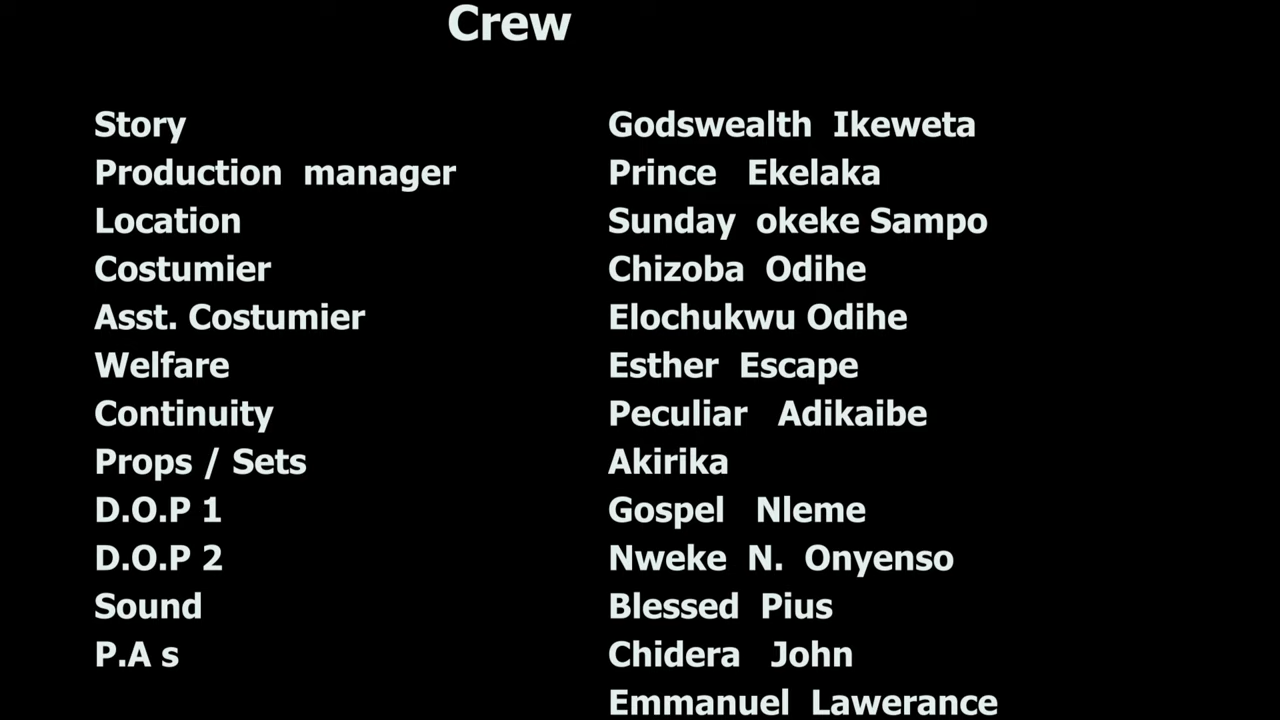 Crew
Story Godswealth Ikeweta
Production manager Prince Ekelaka
Location Sunday okeke Sampo
Costumier Chizoba Odihe
Asst. Costumier Elochukwu Odihe
Welfare Esther Escape
Continuity Peculiar Adikaibe
Props / Sets Akirika
D.O.P 1 Gospel Nleme
D.O.P 2 Nweke N. Onyenso
Sound Blessed Pius
P.A s Chidera John
Emmanuel Lawerance